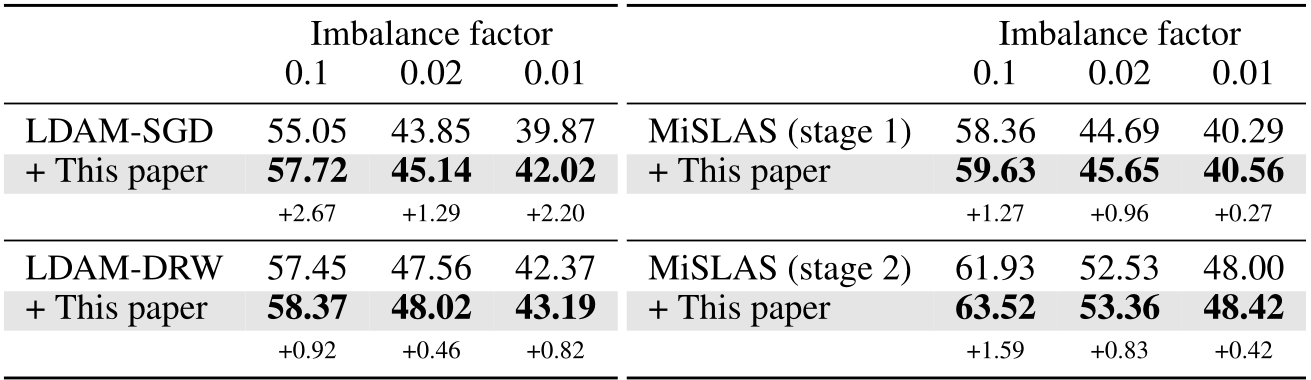 Imbalance factor
0.1 0.02 0.01
LDAM-SGD 55.05 43.85 39.87
+ This paper 57.72 45.14 42.02
+2.67 +1.29 +2.20
LDAM-DRW 57.45 47.56 42.37
+ This paper 58.37 48.02 43.19
+0.92 +0.46 +0.82
Imbalance factor
0.1 0.02 0.01
MiSLAS (stage 1) 58.36 44.69 40.29
+ This paper 59.63 45.65 40.56
+1.27 +0.96 +0.27
MiSLAS (stage 2) 61.93 52.53 48.00
+ This paper 63.52 53.36 48.42
+1.59 +0.83 +0.42